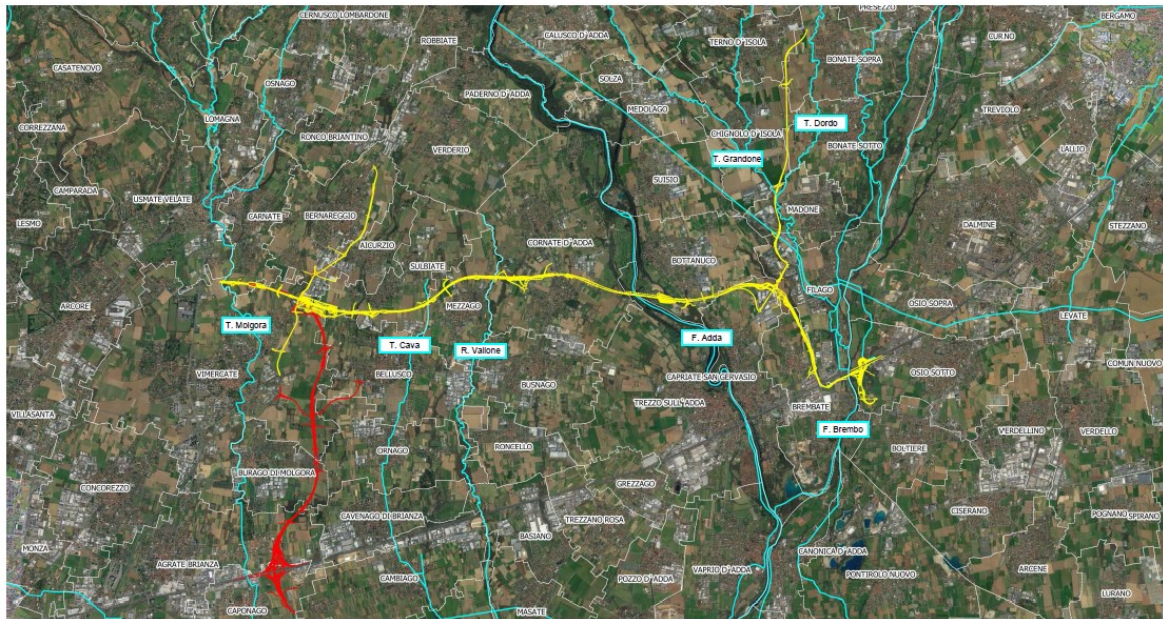 CERNUSCO LOMBARDONE
PRESEZZO
BERGAMO
ROBBIATE
CALUSCO D`ADDA
TERNO D`ISOLA
CURNO
CASATENOVO
BONATE SOPRA
OSNAGO
SOLZA
PADERNO D`ADDA
MEDOLAGO
TREVIOLO
LOMAGNA
T. Dordo
CORREZZANA
RONCO BRIANTINO
CHIGNOLO D`ISOLA
BONATE SOTTO
VERDERIO
LALLIO
T. Grandone
CAMPARADA
SUISIO
USMATE VELATE
LESMO
CARNATE
BERNAREGGIO
MADONE
DALMINE
STEZZANO
AICURZIO
CORNATE D`ADDA
BOTTANUCO
SULBIATE
FILAGO
ARCORE
MEZZAGO
OSIO SOPRA
LEVATE
T. Molgora
F. Adda
T. Cava
R. Vallone
COMUN NUOVO
VIMERCATE
BELLUSCO
CAPRIATE SAN GERVASIO
OSIO SOTTO
BUSNAGO
TREZZO SULL`ADDA
BREMBATE
VILLASANTA
F. Brembo
VERDELLINO
VERDELLO
RONCELLO
ORNAGO
BOLTIERE
BURAGO DI MOLGORA
GREZZAGO
CONCOREZZO
CISERANO
POGNANO
SPIRANO
CAVENAGO DI BRIANZA
TREZZANO ROSA
BASIANO
MONZA
CANONICA D`ADDA
AGRATE BRIANZA
VAPRIO D`ADDA
ARCENE
CAMBIAGO
POZZO D`ADDA
PONTIROLO NUOVO
LURANO
CAPONAGO
MASATE